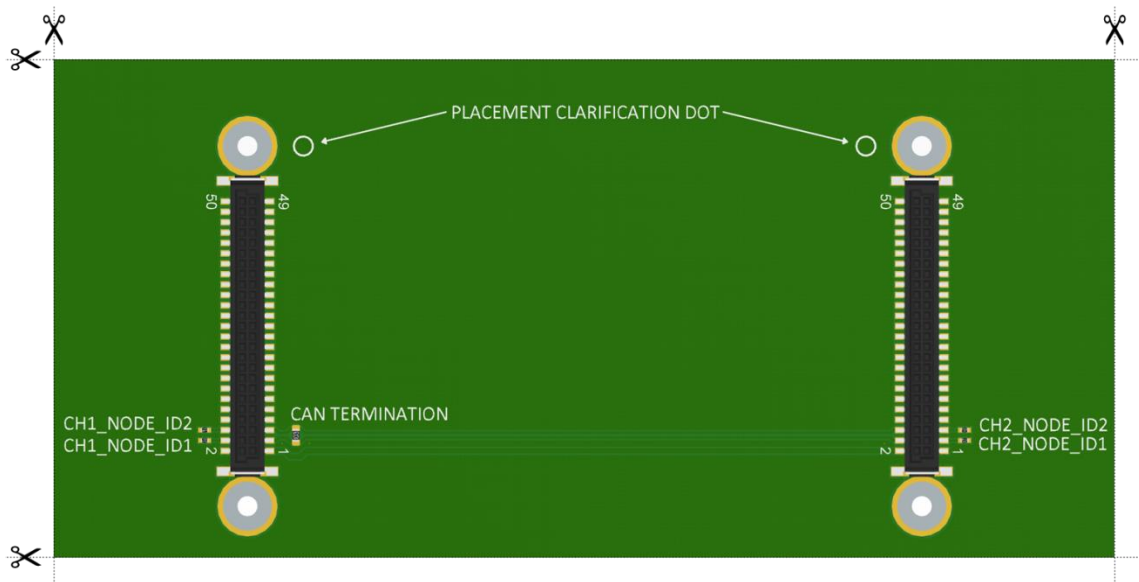 PLACEMENT CLARIFICATION DOT
50
49
50
49
CAN TERMINATION
CH1_NODE_ID2
CH1_NODE_ID1
2
1
2
1
CH2_NODE_ID2
CH2_NODE_ID1